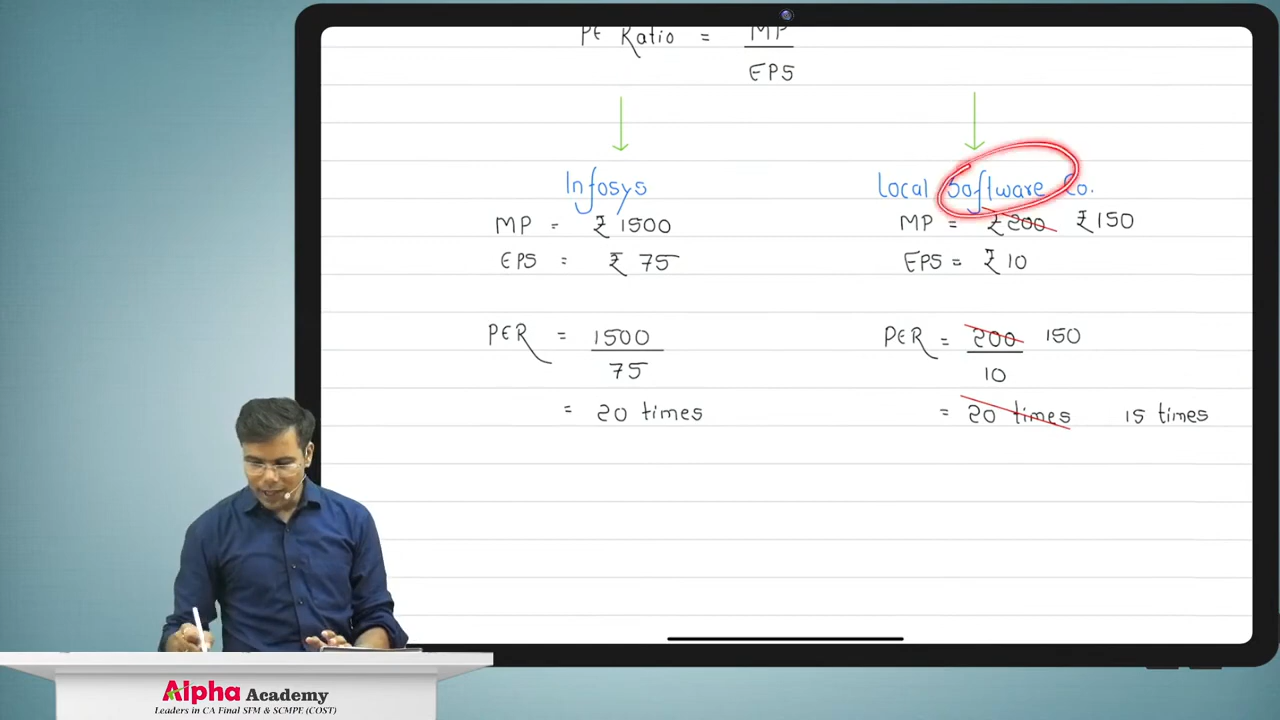 PE Ratio = MP
EPS
Infosys
MP = ₹ 1500
EPS = ₹ 75
PER = 1500
75
= 20 times
Local Software Co.
MP = ₹ 200 ₹ 150
EPS = ₹ 10
PER = 200 150
10
= 20 times 15 times
Alpha Academy
Leaders in CA Final SFM & SCMPE (COST)